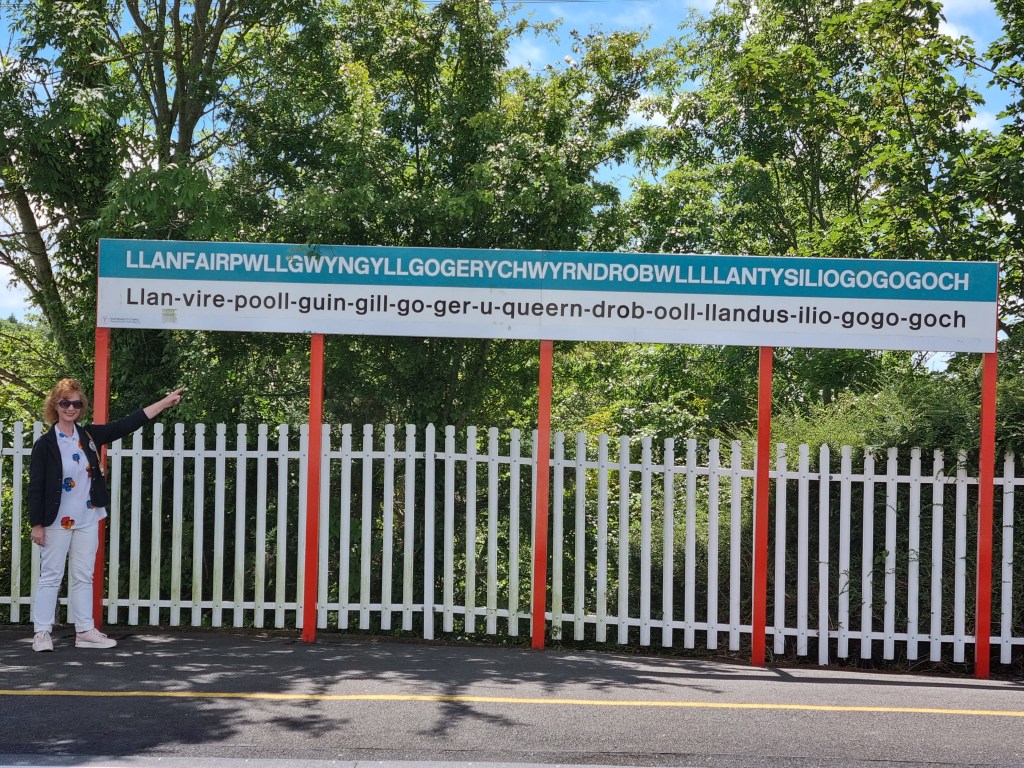 LLANFAIRPWLLGWYNGYLLGOGERYCHWYRNDROBWLLLLANTYSILIOGOGOGOCH
Llan-vire-pooll-guin-gill-go-ger-u-queern-drob-ooll-llandus-ilio-gogo-goch